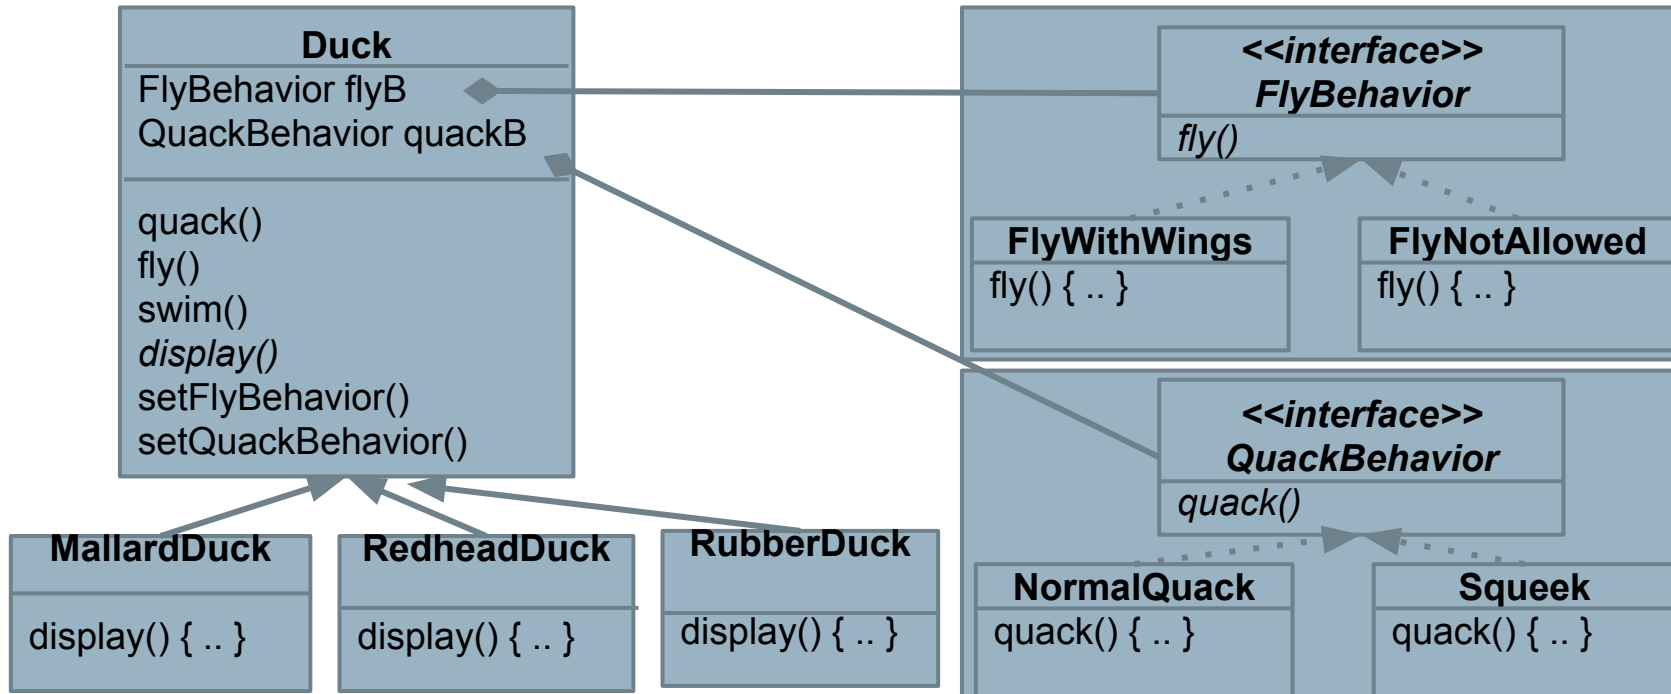 Duck
FlyBehavior flyB
QuackBehavior quackB
quack()
fly()
swim()
display()
setFlyBehavior()
setQuackBehavior()
MallardDuck
display() { .. }
RedheadDuck
display() { .. }
RubberDuck
display() { .. }
<<interface>>
FlyBehavior
fly()
FlyWithWings
fly() { .. }
FlyNotAllowed
fly() { .. }
<<interface>>
QuackBehavior
quack()
NormalQuack
quack() { .. }
Squeek
quack() { .. }